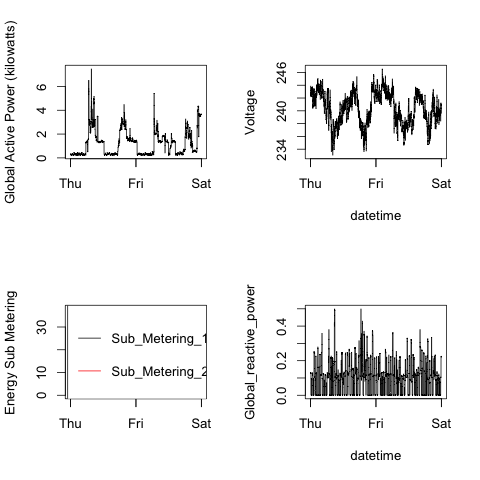 Global Active Power (kilowatts)
6
4
2
0
Thu
Fri
Sat
Voltage
246
240
234
Thu
Fri
Sat
datetime
Energy Sub Metering
30
10
0
Sub_Metering_1
Sub_Metering_2
Thu
Fri
Sat
Global_reactive_power
0.4
0.2
0.0
Thu
Fri
Sat
datetime